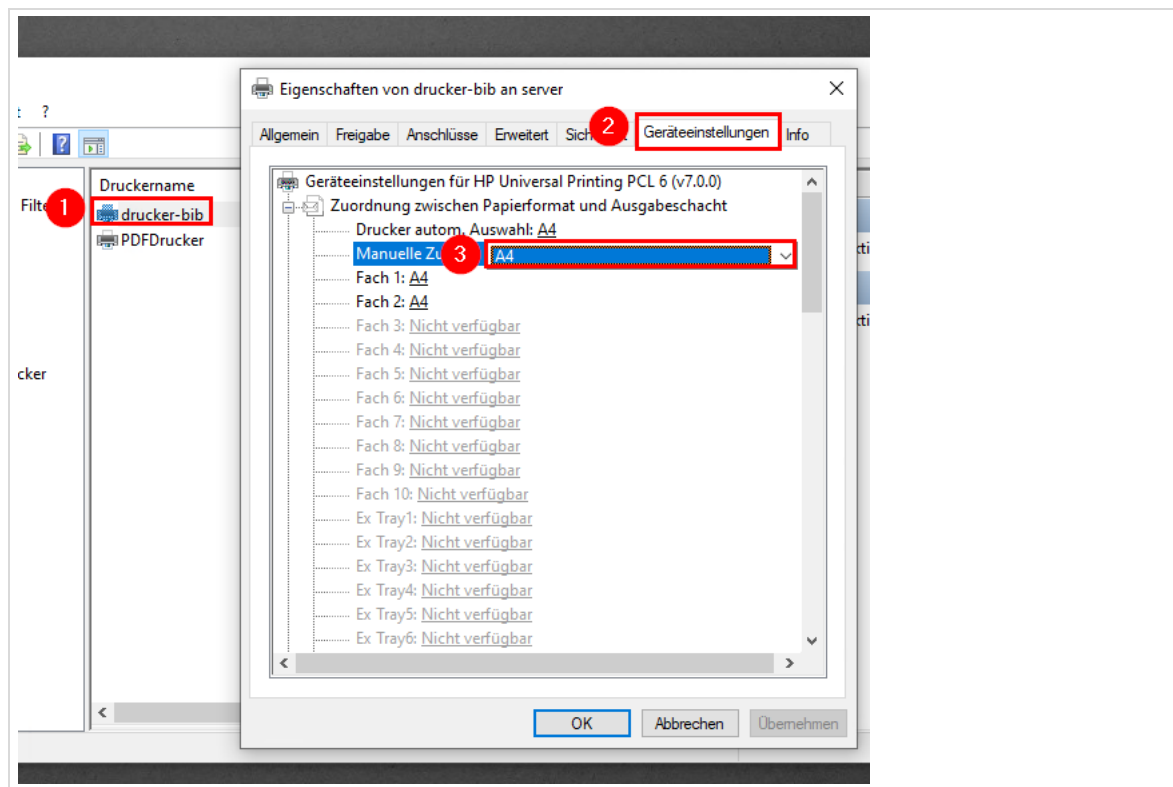 Eigenschaften von drucker-bib an server
?
Allgemein Freigabe Anschlüsse Erweitert 2 Geräteeinstellungen Info
Druckername
1 drucker-bib
PDFDrucker
cker
Geräteeinstellungen für HP Universal Printing PCL 6 (v7.0.0)
Zuordnung zwischen Papierformat und Ausgabeschacht
Drucker autom. Auswahl: A4
Manuelle Zu 3 A4
Fach 1: A4
Fach 2: A4
Fach 3: Nicht verfügbar
Fach 4: Nicht verfügbar
Fach 5: Nicht verfügbar
Fach 6: Nicht verfügbar
Fach 7: Nicht verfügbar
Fach 8: Nicht verfügbar
Fach 9: Nicht verfügbar
Fach 10: Nicht verfügbar
Ex Tray1: Nicht verfügbar
Ex Tray2: Nicht verfügbar
Ex Tray3: Nicht verfügbar
Ex Tray4: Nicht verfügbar
Ex Tray5: Nicht verfügbar
Ex Tray6: Nicht verfügbar
OK Abbrechen Übernehmen